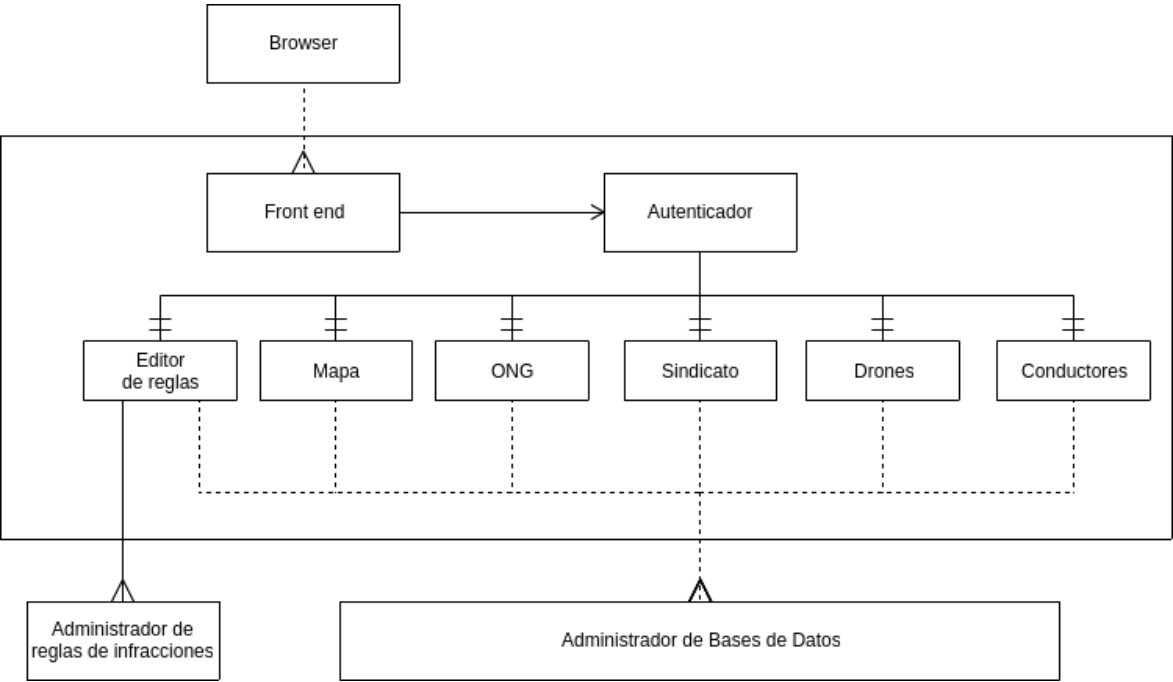 Browser
Front end
Autenticador
Editor
de reglas
Mapa
ONG
Sindicato
Drones
Conductores
Administrador de
reglas de infracciones
Administrador de Bases de Datos